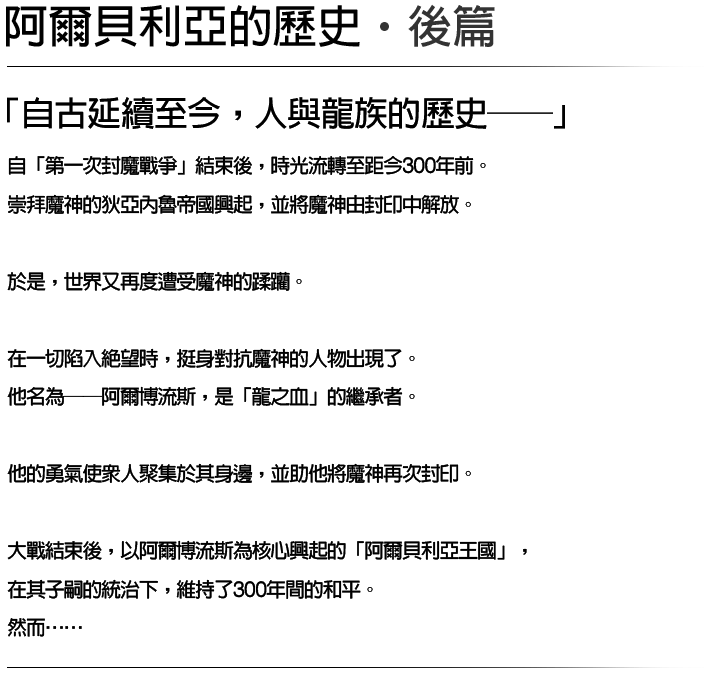 阿爾貝利亞的歷史·後篇
「自古延續至今，人與龍族的歷史──」
自「第一次封魔戰爭」結束後，時光流轉至距今300年前。
崇拜魔神的狄亞內魯帝國興起，並將魔神由封印中解放。
於是，世界又再度遭受魔神的蹂躪。
在一切陷入絕望時，挺身對抗魔神的人物出現了。
他名為──阿爾博流斯，是「龍之血」的繼承者。
他的勇氣使眾人聚集於其身邊，並助他將魔神再次封印。
大戰結束後，以阿爾博流斯為核心興起的「阿爾貝利亞王國」，
在其子嗣的統治下，維持了300年間的和平。
然而……